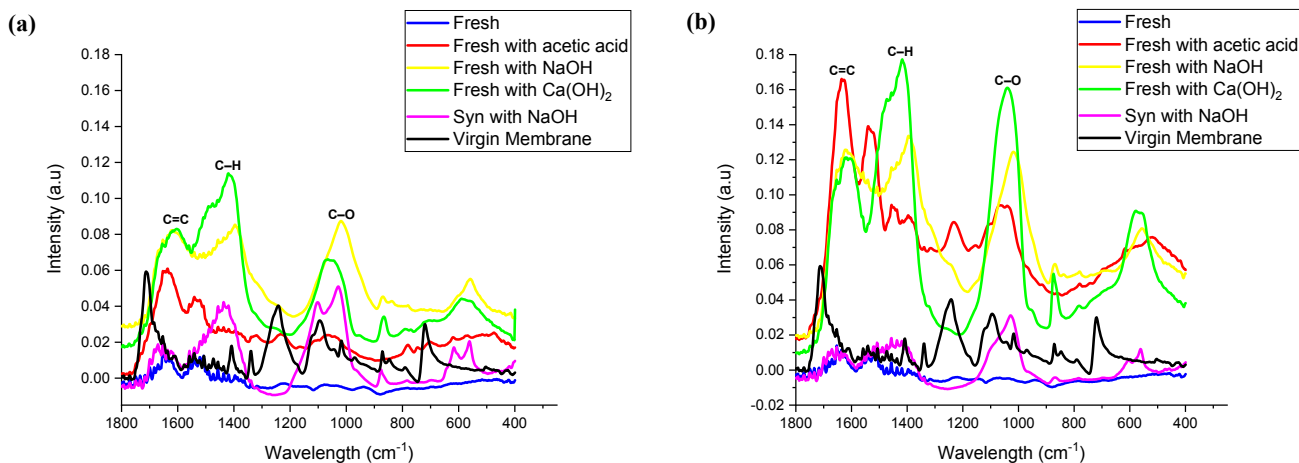 (a)
Fresh
Fresh with acetic acid
Fresh with NaOH
Fresh with Ca(OH)₂
Syn with NaOH
Virgin Membrane
0.18
0.16
0.14
0.12
0.10
0.08
0.06
0.04
0.02
0.00
Intensity (a.u)
C=C
C–H
C–O
1800 1600 1400 1200 1000 800 600 400
Wavelength (cm⁻¹)
(b)
Fresh
Fresh with acetic acid
Fresh with NaOH
Fresh with Ca(OH)₂
Syn with NaOH
Virgin Membrane
0.18
0.16
0.14
0.12
0.10
0.08
0.06
0.04
0.02
0.00
-0.02
Intensity (a.u)
C=C
C–H
C–O
1800 1600 1400 1200 1000 800 600 400
Wavelength (cm⁻¹)